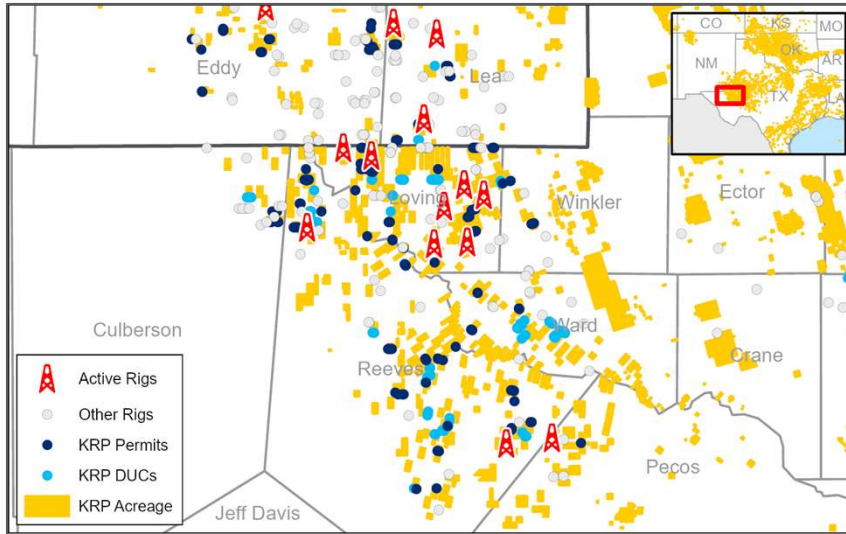 CO
KS
MO
NM
OK
AR
TX
LA
Eddy
Lea
Loving
Winkler
Ector
Culberson
Ward
Reeves
Crane
Pecos
Jeff Davis
Active Rigs
Other Rigs
KRP Permits
KRP DUCs
KRP Acreage